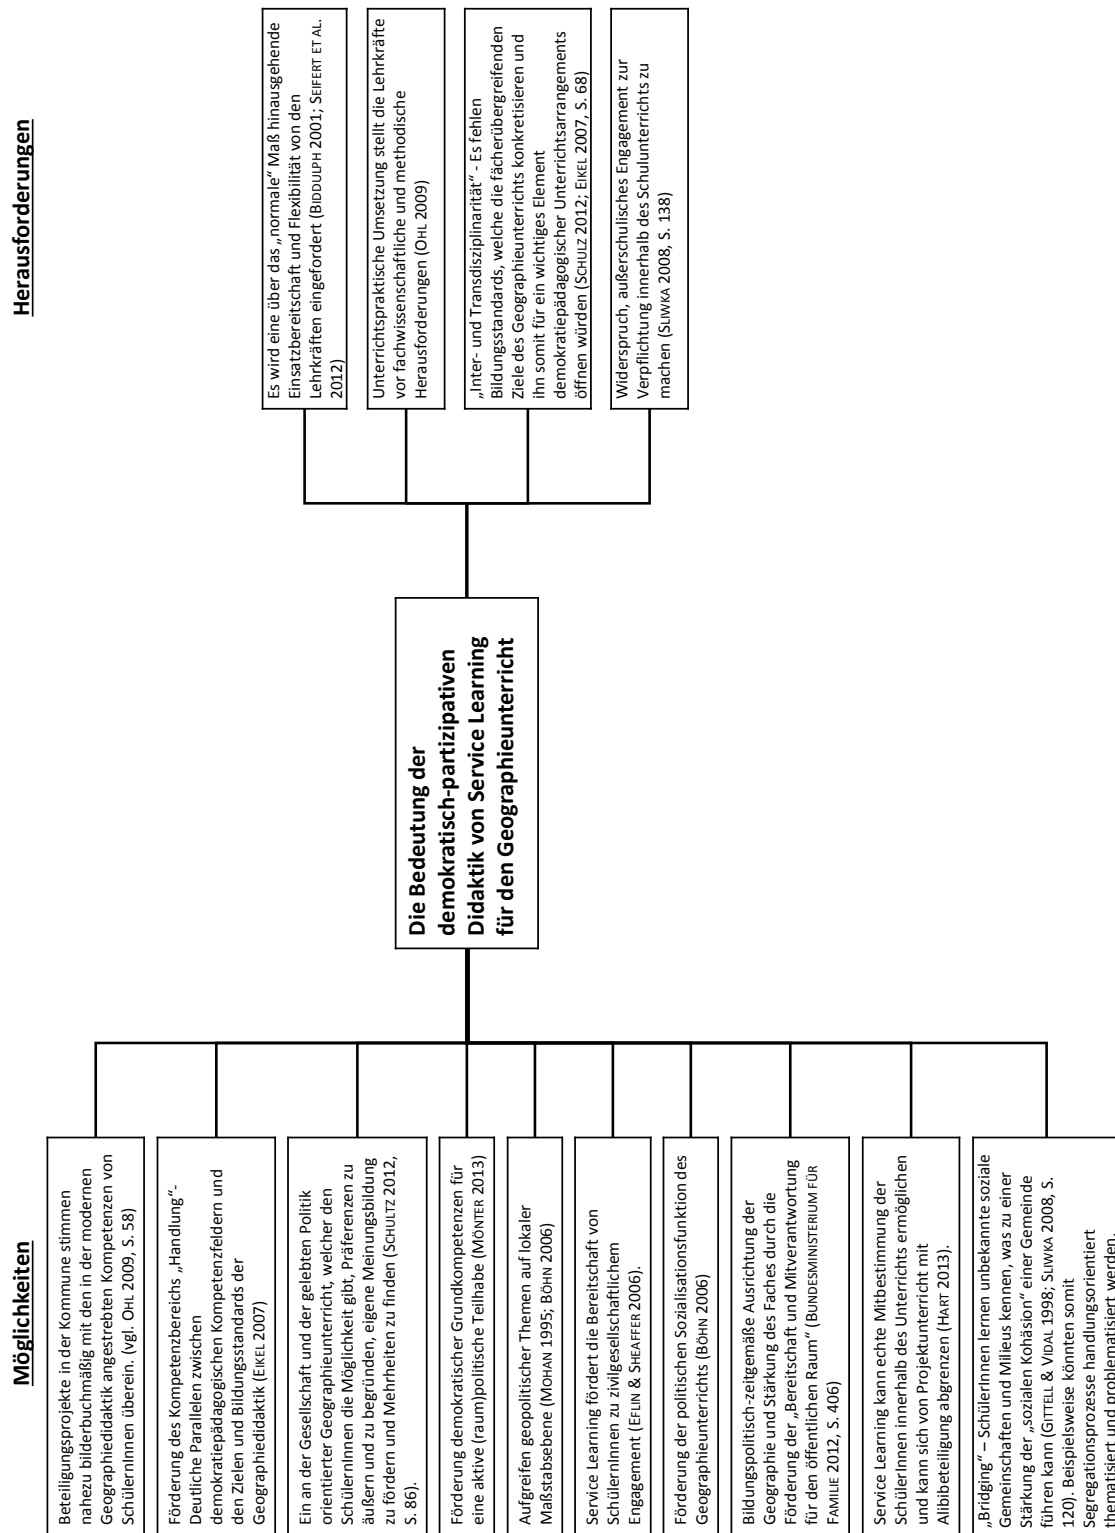 Möglichkeiten
Beteiligungsprojekte in der Kommune stimmen
nahezu bilderbuchmäßig mit den in der modernen
Geographiedidaktik angestrebten Kompetenzen von
SchülerInnen überein. (vgl. OHL 2009, S. 58)
Förderung des Kompetenzbereichs „Handlung“-
Deutliche Parallelen zwischen
demokratiepädagogischen Kompetenzfeldern und
den Zielen und Bildungsstandards der
Geographiedidaktik (EIKEL 2007)
Ein an der Gesellschaft und der gelebten Politik
orientierter Geographieunterricht, welcher den
SchülerInnen die Möglichkeit gibt, Präferenzen zu
äußern und zu begründen, eigene Meinungsbildung
zu fördern und Mehrheiten zu finden (SCHULTZ 2012,
S. 86).
Förderung demokratischer Grundkompetenzen für
eine aktive (raum)politische Teilhabe (MÖNTER 2013)
Aufgreifen geopolitischer Themen auf lokaler
Maßstabsebene (MOHAN 1995; BÖHN 2006)
Service Learning fördert die Bereitschaft von
SchülerInnen zu zivilgesellschaftlichem
Engagement (EFLIN & SHEAFFER 2006).
Förderung der politischen Sozialisationsfunktion des
Geographieunterrichts (BÖHN 2006)
Bildungspolitisch-zeitgemäße Ausrichtung der
Geographie und Stärkung des Faches durch die
Förderung der „Bereitschaft und Mitverantwortung
für den öffentlichen Raum“ (BUNDESMINISTERIUM FÜR
FAMILIE 2012, S. 406)
Service Learning kann echte Mitbestimmung der
SchülerInnen innerhalb des Unterrichts ermöglichen
und kann sich von Projektunterricht mit
Alibibeteiligung abgrenzen (HART 2013).
„Bridging“ – SchülerInnen lernen unbekannte soziale
Gemeinschaften und Milieus kennen, was zu einer
Stärkung der „sozialen Kohäsion“ einer Gemeinde
führen kann (GITTELL & VIDAL 1998; SLIWKA 2008, S.
120). Beispielsweise könnten somit
Segregationsprozesse handlungsorientiert
thematisiert und problematisiert werden.
Die Bedeutung der
demokratisch-partizipativen
Didaktik von Service Learning
für den Geographieunterricht
Herausforderungen
Es wird eine über das „normale“ Maß hinausgehende
Einsatzbereitschaft und Flexibilität von den
Lehrkräften eingefordert (BIDDULPH 2001; SEIFERT ET AL.
2012)
Unterrichtspraktische Umsetzung stellt die Lehrkräfte
vor fachwissenschaftliche und methodische
Herausforderungen (OHL 2009)
„Inter- und Transdisziplinarität“ - Es fehlen
Bildungsstandards, welche die fächerübergreifenden
Ziele des Geographieunterrichts konkretisieren und
ihn somit für ein wichtiges Element
demokratiepädagogischer Unterrichtsarrangements
öffnen würden (SCHULZ 2012; EIKEL 2007, S. 68)
Widerspruch, außerschulisches Engagement zur
Verpflichtung innerhalb des Schulunterrichts zu
machen (SLIWKA 2008, S. 138)